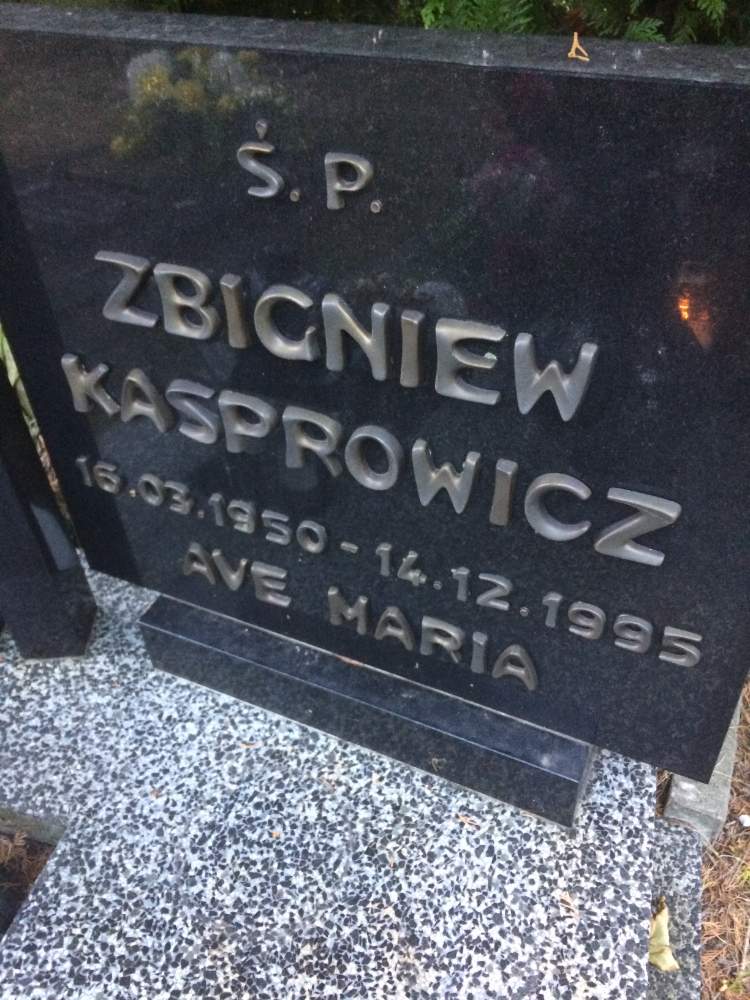 Ś. P.
ZBIGNIEW
KASPROWICZ
16.03.1950 - 14.12.1995
AVE MARIA